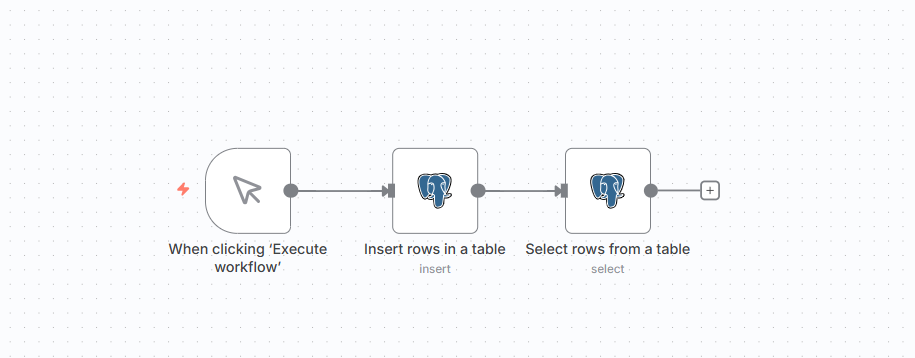 When clicking ‘Execute
workflow’
Insert rows in a table
insert
Select rows from a table
select